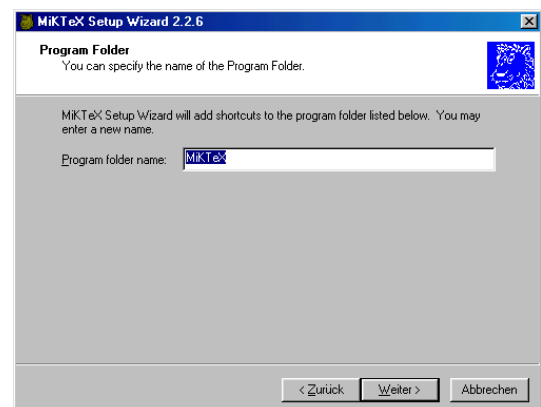 MiKTeX Setup Wizard 2.2.6
Program Folder
You can specify the name of the Program Folder.
MiKTeX Setup Wizard will add shortcuts to the program folder listed below. You may
enter a new name.
Program folder name: MiKTeX
< Zurück Weiter > Abbrechen